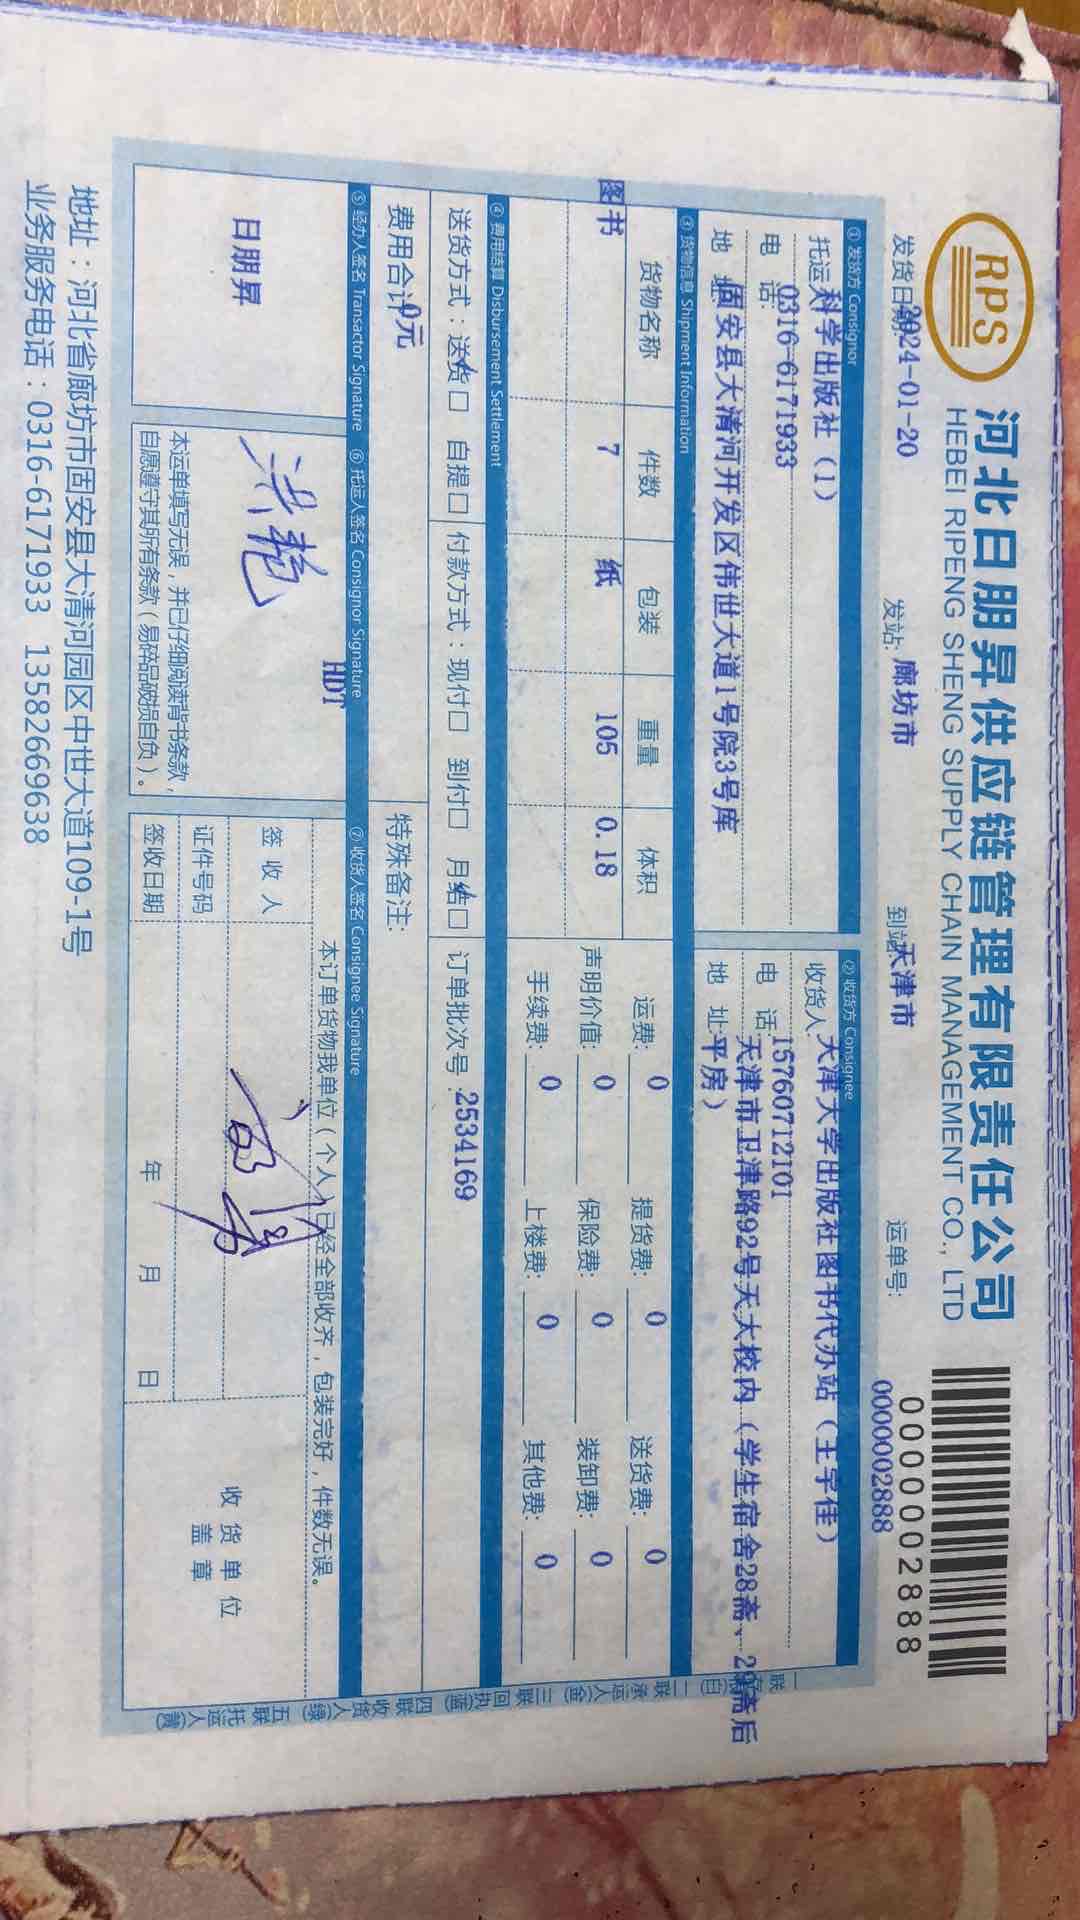 RPS
河北日朋昇供应链管理有限责任公司
HEBEI RIPENG SHENG SUPPLY CHAIN MANAGEMENT CO., LTD
0000002888
发货日期: 2024-01-20 发站: 廊坊市 到站: 天津市 运单号: 0000002888
① 发货方 Consignor
托运人 科学出版社（1）
电 话: 0316-6171933
地 址 固安县大清河开发区伟世大道1号院3号库
② 收货方 Consignee
收货人: 天津大学出版社图书代办站（王宇佳）
电 话: 15760712101
地 址: 天津市卫津路92号天大校内（学生宿舍28斋、29斋后
平房）
③ 货物信息 Shipment Information
货物名称 件数 包装 重量 体积
图书 7 纸 105 0.18
运费: 0 提货费: 0 送货费: 0
声明价值: 0 保险费: 0 装卸费: 0
手续费: 0 上楼费: 0 其他费: 0
④ 费用结算 Disbursement Settlement
送货方式：送货☐ 自提☐ 付款方式：现付☐ 到付☐ 月结☐ 订单批次号: 2534169
费用合计: 0元 特殊备注:
⑤ 经办人签名 Transactor Signature ⑥ 托运人签名 Consignor Signature ⑦ 收货人签名 Consignee Signature
日朋昇
HDT
本运单填写无误，并已仔细阅读背书条款，
自愿遵守其所有条款（易碎品破损自负）。
本订单货物我单位（个人）已经全部收齐，包装完好，件数无误。
签 收 人
证件号码
签收日期 年 月 日
收货单位
盖 章
地址：河北省廊坊市固安县大清河园区中世大道109-1号
业务服务电话：0316-6171933 13582669638
一联存根(白) 二联承运人(金) 三联回执(蓝) 四联收货人(绿) 五联托运人(黄)